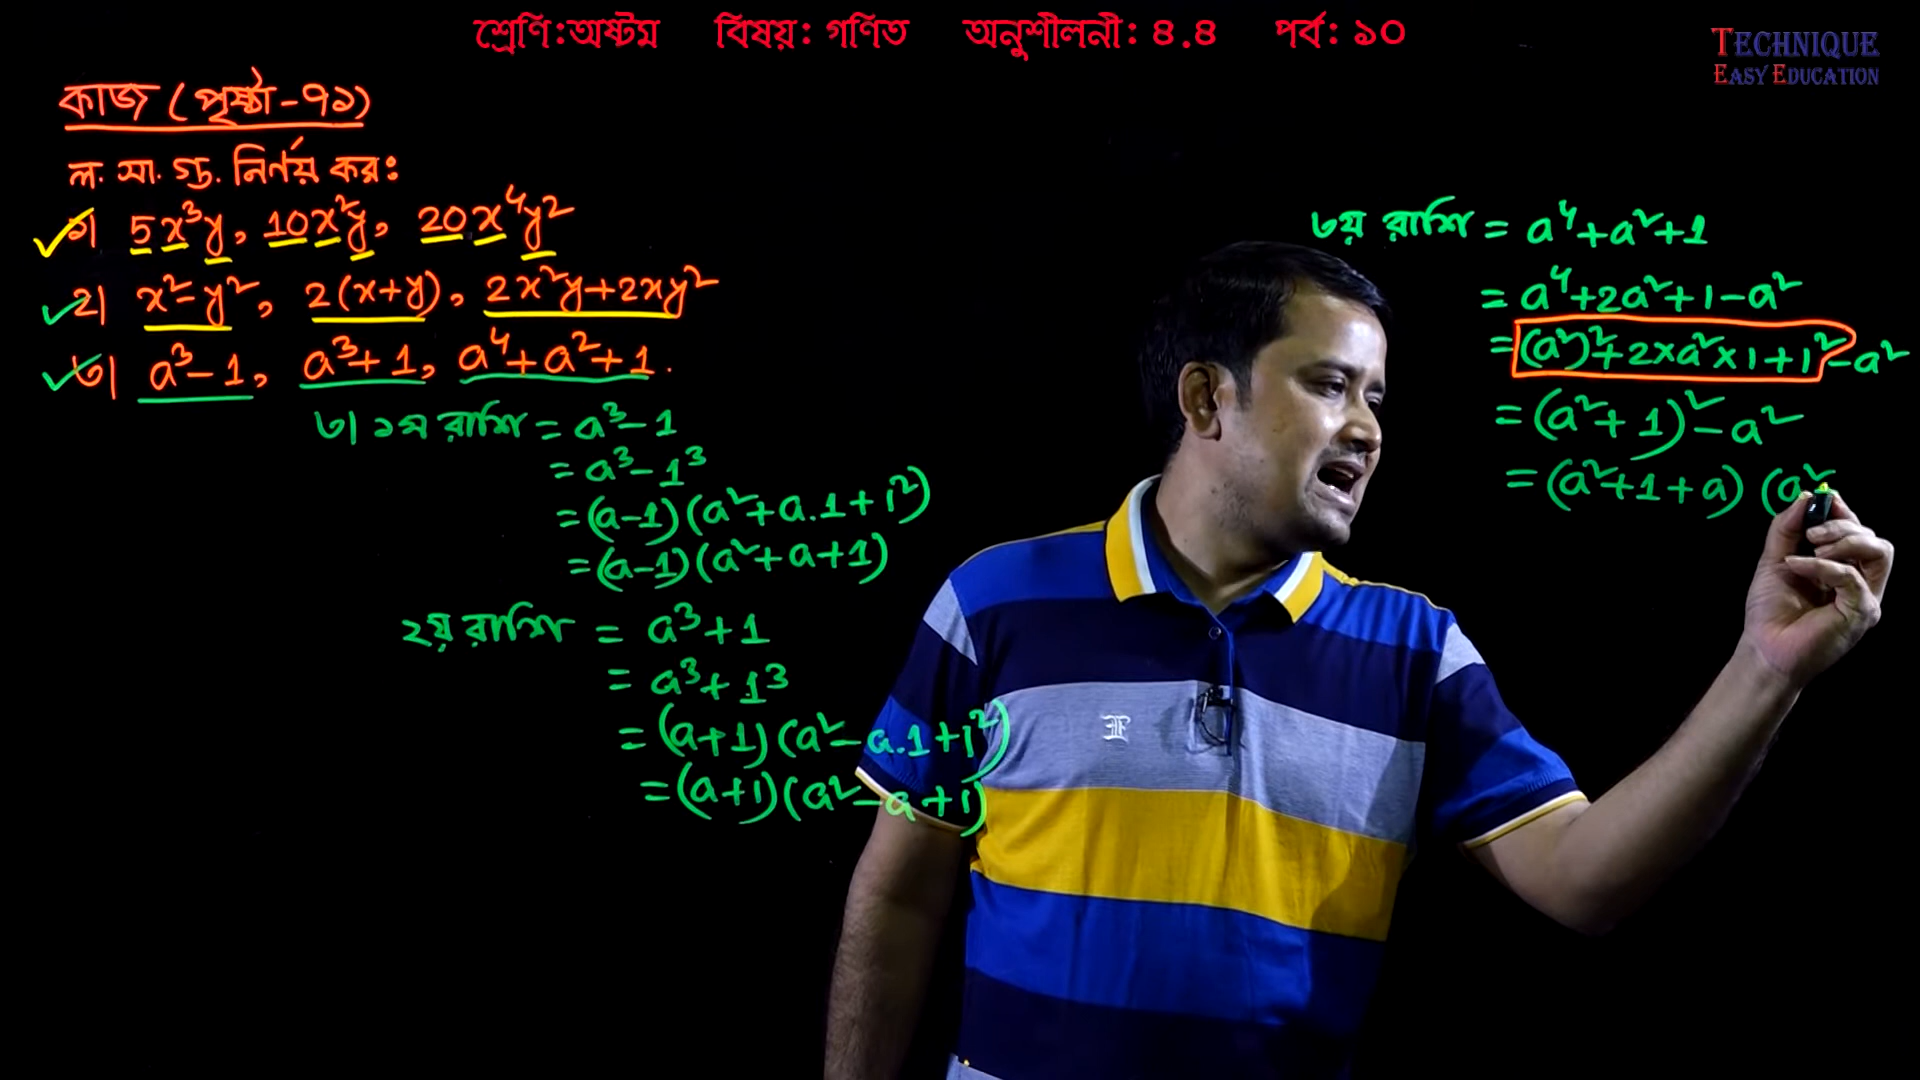 শ্রেণি:অষ্টম বিষয়: গণিত অনুশীলনী: ৪.৪ পর্ব: ১০
TECHNIQUE
EASY EDUCATION
কাজ (পৃষ্ঠা-৭১)
ল. সা. গু. নির্ণয় কর:
১| 5x³y, 10x²y, 20x⁴y²
২| x²-y², 2(x+y), 2x²y+2xy²
৩| a³-1, a³+1, a⁴+a²+1.
৩| ১ম রাশি = a³-1
= a³-1³
=(a-1)(a²+a.1+1²)
=(a-1)(a²+a+1)
২য় রাশি = a³+1
= a³+1³
=(a+1)(a²-a.1+1²)
=(a+1)(a²-a+1)
৩য় রাশি = a⁴+a²+1
= a⁴+2a²+1-a²
=(a²)²+2×a²×1+1²-a²
=(a²+1)²-a²
=(a²+1+a)(a²